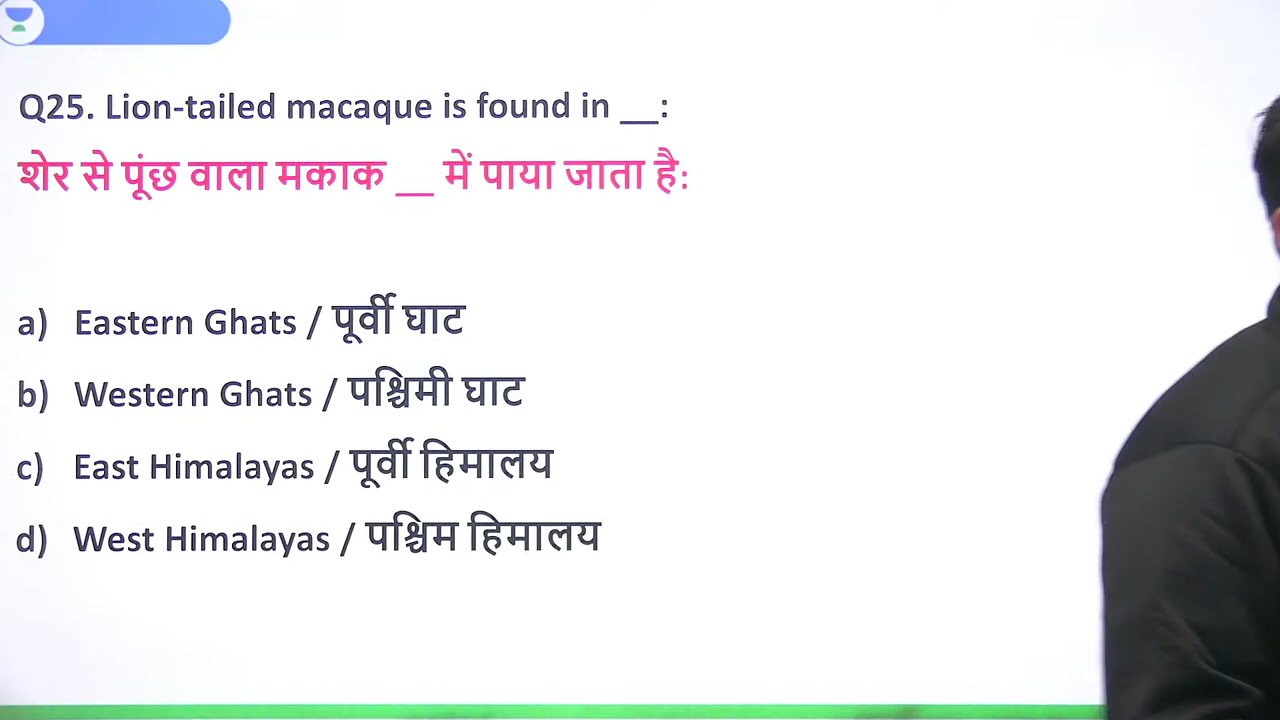 Q25. Lion-tailed macaque is found in __:
शेर से पूंछ वाला मकाक __ में पाया जाता है:
a) Eastern Ghats / पूर्वी घाट
b) Western Ghats / पश्चिमी घाट
c) East Himalayas / पूर्वी हिमालय
d) West Himalayas / पश्चिम हिमालय